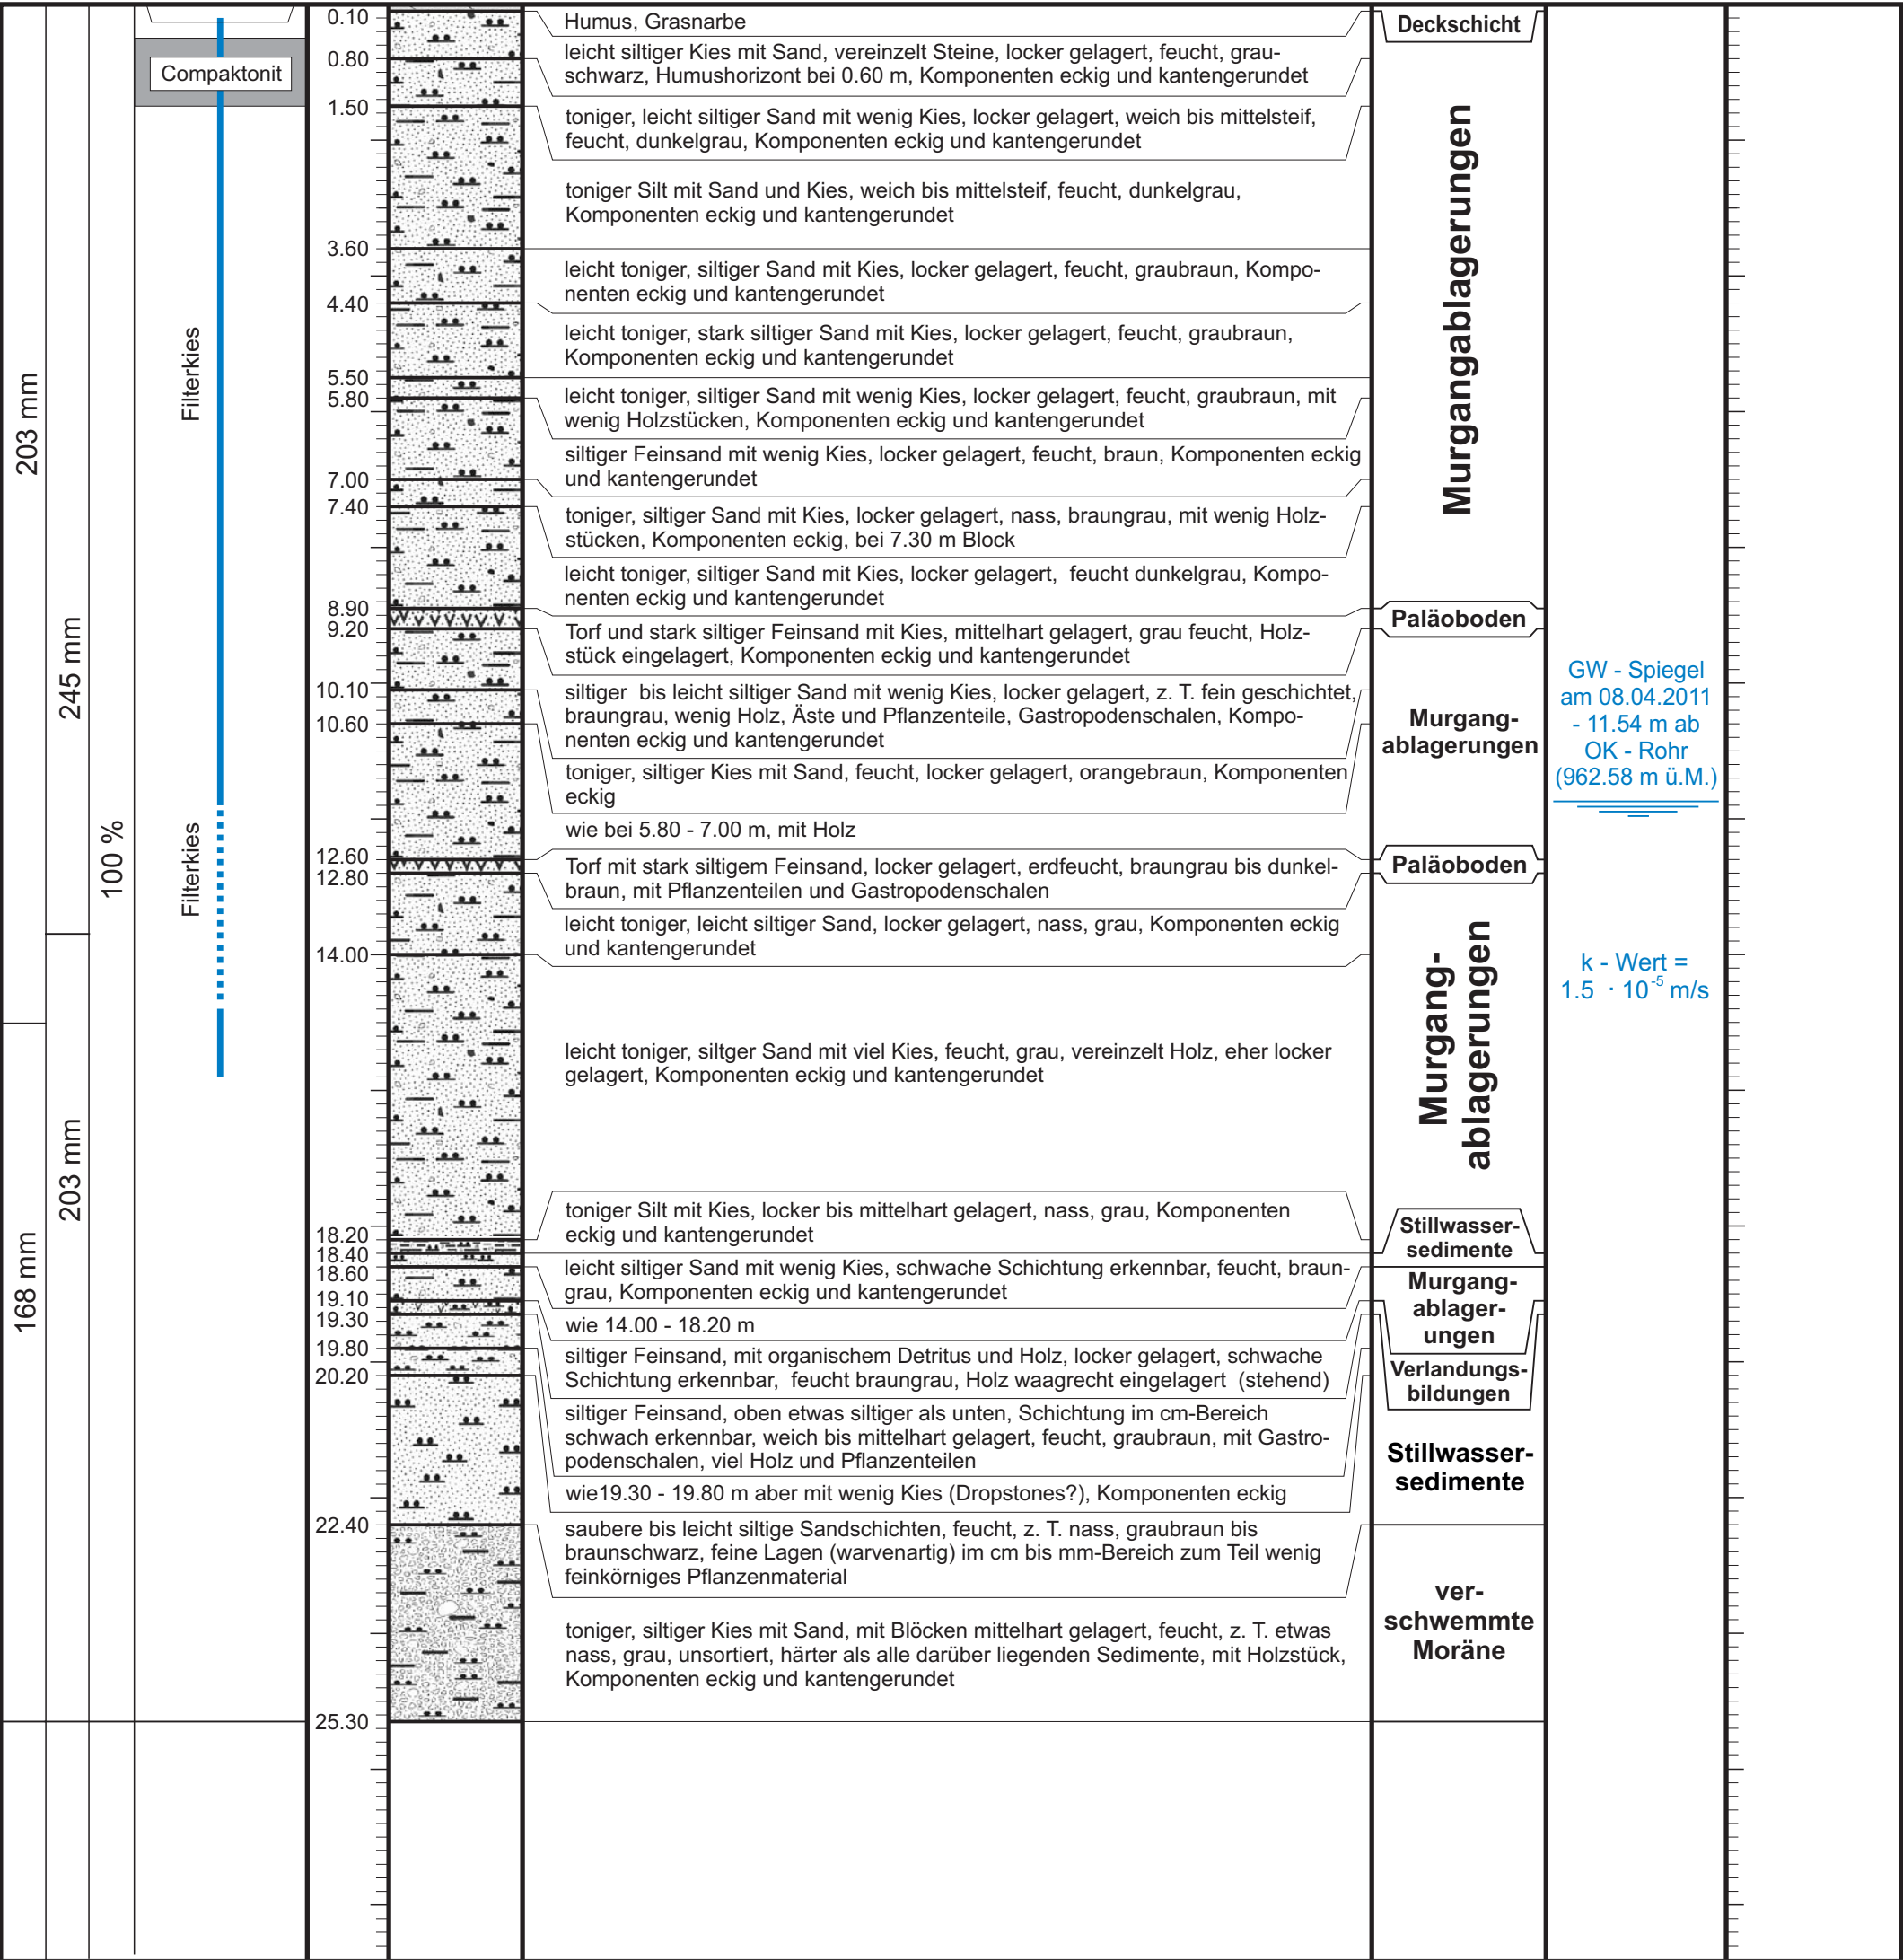 203 mm
168 mm
245 mm
203 mm
100 %
Compaktonit
Filterkies
Filterkies
0.10
0.80
1.50
3.60
4.40
5.50
5.80
7.00
7.40
8.90
9.20
10.10
10.60
12.60
12.80
14.00
18.20
18.40
18.60
19.10
19.30
19.80
20.20
22.40
25.30
Humus, Grasnarbe
leicht siltiger Kies mit Sand, vereinzelt Steine, locker gelagert, feucht, grau-
schwarz, Humushorizont bei 0.60 m, Komponenten eckig und kantengerundet
toniger, leicht siltiger Sand mit wenig Kies, locker gelagert, weich bis mittelsteif,
feucht, dunkelgrau, Komponenten eckig und kantengerundet
toniger Silt mit Sand und Kies, weich bis mittelsteif, feucht, dunkelgrau,
Komponenten eckig und kantengerundet
leicht toniger, siltiger Sand mit Kies, locker gelagert, feucht, graubraun, Kompo-
nenten eckig und kantengerundet
leicht toniger, stark siltiger Sand mit Kies, locker gelagert, feucht, graubraun,
Komponenten eckig und kantengerundet
leicht toniger, siltiger Sand mit wenig Kies, locker gelagert, feucht, graubraun, mit
wenig Holzstücken, Komponenten eckig und kantengerundet
siltiger Feinsand mit wenig Kies, locker gelagert, feucht, braun, Komponenten eckig
und kantengerundet
toniger, siltiger Sand mit Kies, locker gelagert, nass, braungrau, mit wenig Holz-
stücken, Komponenten eckig, bei 7.30 m Block
leicht toniger, siltiger Sand mit Kies, locker gelagert, feucht dunkelgrau, Kompo-
nenten eckig und kantengerundet
Torf und stark siltiger Feinsand mit Kies, mittelhart gelagert, grau feucht, Holz-
stück eingelagert, Komponenten eckig und kantengerundet
siltiger bis leicht siltiger Sand mit wenig Kies, locker gelagert, z. T. fein geschichtet,
braungrau, wenig Holz, Äste und Pflanzenteile, Gastropodenschalen, Kompo-
nenten eckig und kantengerundet
toniger, siltiger Kies mit Sand, feucht, locker gelagert, orangebraun, Komponenten
eckig
wie bei 5.80 - 7.00 m, mit Holz
Torf mit stark siltigem Feinsand, locker gelagert, erdfeucht, braungrau bis dunkel-
braun, mit Pflanzenteilen und Gastropodenschalen
leicht toniger, leicht siltiger Sand, locker gelagert, nass, grau, Komponenten eckig
und kantengerundet
leicht toniger, siltger Sand mit viel Kies, feucht, grau, vereinzelt Holz, eher locker
gelagert, Komponenten eckig und kantengerundet
toniger Silt mit Kies, locker bis mittelhart gelagert, nass, grau, Komponenten
eckig und kantengerundet
leicht siltiger Sand mit wenig Kies, schwache Schichtung erkennbar, feucht, braun-
grau, Komponenten eckig und kantengerundet
wie 14.00 - 18.20 m
siltiger Feinsand, mit organischem Detritus und Holz, locker gelagert, schwache
Schichtung erkennbar, feucht braungrau, Holz waagrecht eingelagert (stehend)
siltiger Feinsand, oben etwas siltiger als unten, Schichtung im cm-Bereich
schwach erkennbar, weich bis mittelhart gelagert, feucht, graubraun, mit Gastro-
podenschalen, viel Holz und Pflanzenteilen
wie19.30 - 19.80 m aber mit wenig Kies (Dropstones?), Komponenten eckig
saubere bis leicht siltige Sandschichten, feucht, z. T. nass, graubraun bis
braunschwarz, feine Lagen (warvenartig) im cm bis mm-Bereich zum Teil wenig
feinkörniges Pflanzenmaterial
toniger, siltiger Kies mit Sand, mit Blöcken mittelhart gelagert, feucht, z. T. etwas
nass, grau, unsortiert, härter als alle darüber liegenden Sedimente, mit Holzstück,
Komponenten eckig und kantengerundet
Deckschicht
Murgangablagerungen
Paläoboden
Murgang-
ablagerungen
Paläoboden
Murgang-
ablagerungen
Stillwasser-
sedimente
Murgang-
ablager-
ungen
Verlandungs-
bildungen
Stillwasser-
sedimente
ver-
schwemmte
Moräne
GW - Spiegel
am 08.04.2011
- 11.54 m ab
OK - Rohr
(962.58 m ü.M.)
k - Wert =
1.5 · 10⁻⁵ m/s